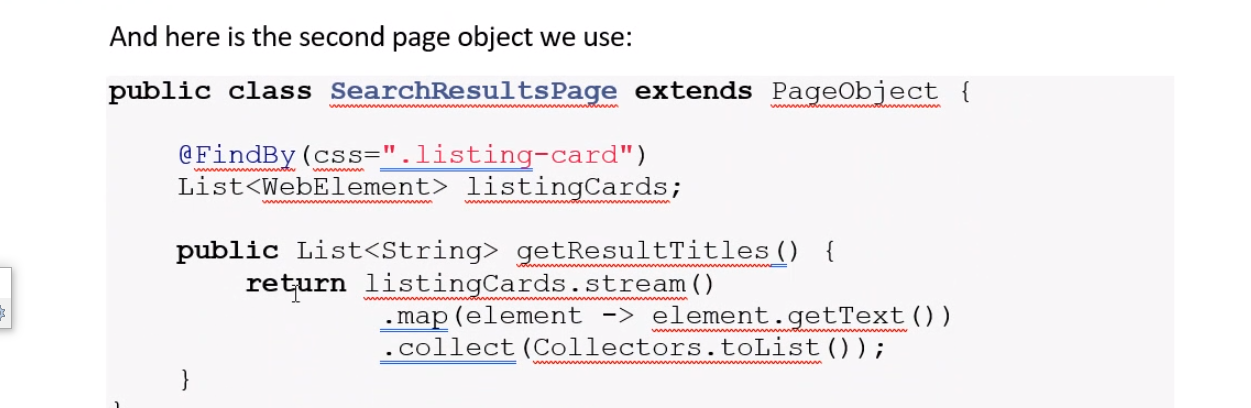 And here is the second page object we use:
public class SearchResultsPage extends PageObject {
@FindBy(css=".listing-card")
List<WebElement> listingCards;
public List<String> getResultTitles() {
return listingCards.stream()
.map(element -> element.getText())
.collect(Collectors.toList());
}
}